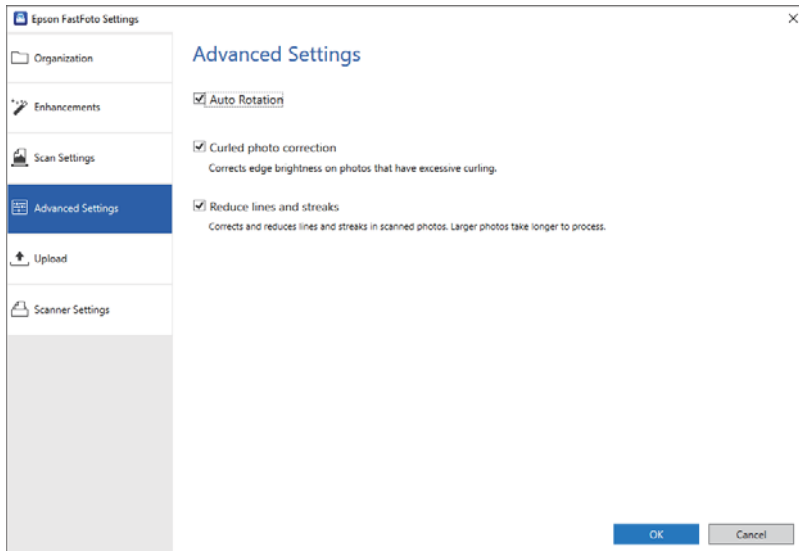 Epson FastFoto Settings
Organization
Enhancements
Scan Settings
Advanced Settings
Upload
Scanner Settings
Advanced Settings
Auto Rotation
Curled photo correction
Corrects edge brightness on photos that have excessive curling.
Reduce lines and streaks
Corrects and reduces lines and streaks in scanned photos. Larger photos take longer to process.
OK
Cancel